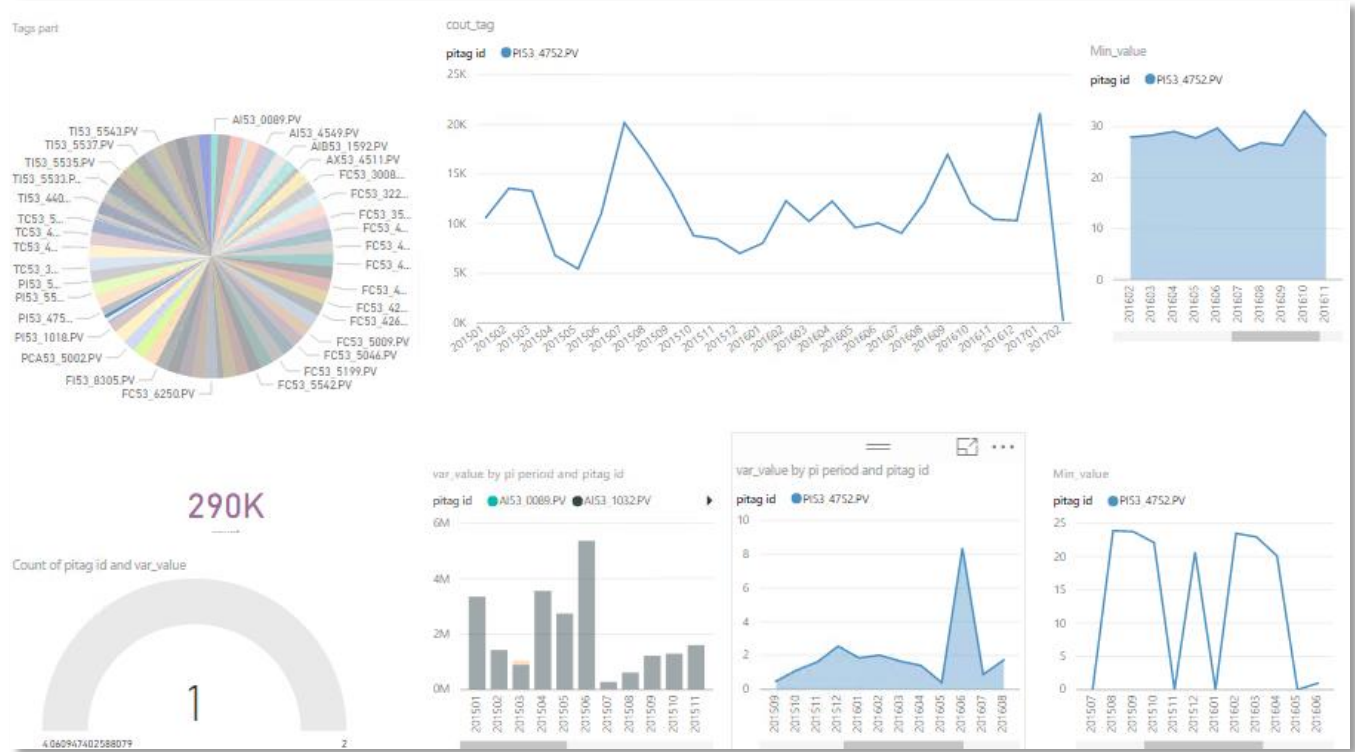 Tags part
AI53_0089.PV
AI53_4549.PV
AIB53_1592.PV
AX53_4511.PV
FC53_3008...
FC53_322...
FC53_35...
FC53_4...
FC53_4...
FC53_4...
FC53_4...
FC53_42...
FC53_426...
FC53_5009.PV
FC53_5046.PV
FC53_5199.PV
FC53_5542.PV
FC53_6250.PV
FI53_8305.PV
PCA53_5002.PV
PI53_1018.PV
PI53_475...
PI53_55...
PI53_5...
TC53_3...
TC53_4...
TC53_4...
TC53_5...
TI53_440...
TI53_5533.P...
TI53_5535.PV
TI53_5537.PV
TI53_5543.PV
cout_tag
pitag id PI53_4752.PV
25K
20K
15K
10K
5K
0K
201501 201502 201503 201504 201505 201506 201507 201508 201509 201510 201511 201512 201601 201602 201603 201604 201605 201606 201607 201608 201609 201610 201611 201612 201701 201702
Min_value
pitag id PI53_4752.PV
30
20
10
0
201602 201603 201604 201605 201606 201607 201608 201609 201610 201611
290K
Count of pitag id and var_value
1
4.060947402588079 2
var_value by pi period and pitag id
pitag id AI53_0089.PV AI53_1032.PV
6M
4M
2M
0M
201501 201502 201503 201504 201505 201506 201507 201508 201509 201510 201511
var_value by pi period and pitag id
pitag id PI53_4752.PV
10
8
6
4
2
0
201509 201510 201511 201512 201601 201602 201603 201604 201605 201606 201607 201608
Min_value
pitag id PI53_4752.PV
25
20
15
10
5
0
201507 201508 201509 201510 201511 201512 201601 201602 201603 201604 201605 201606